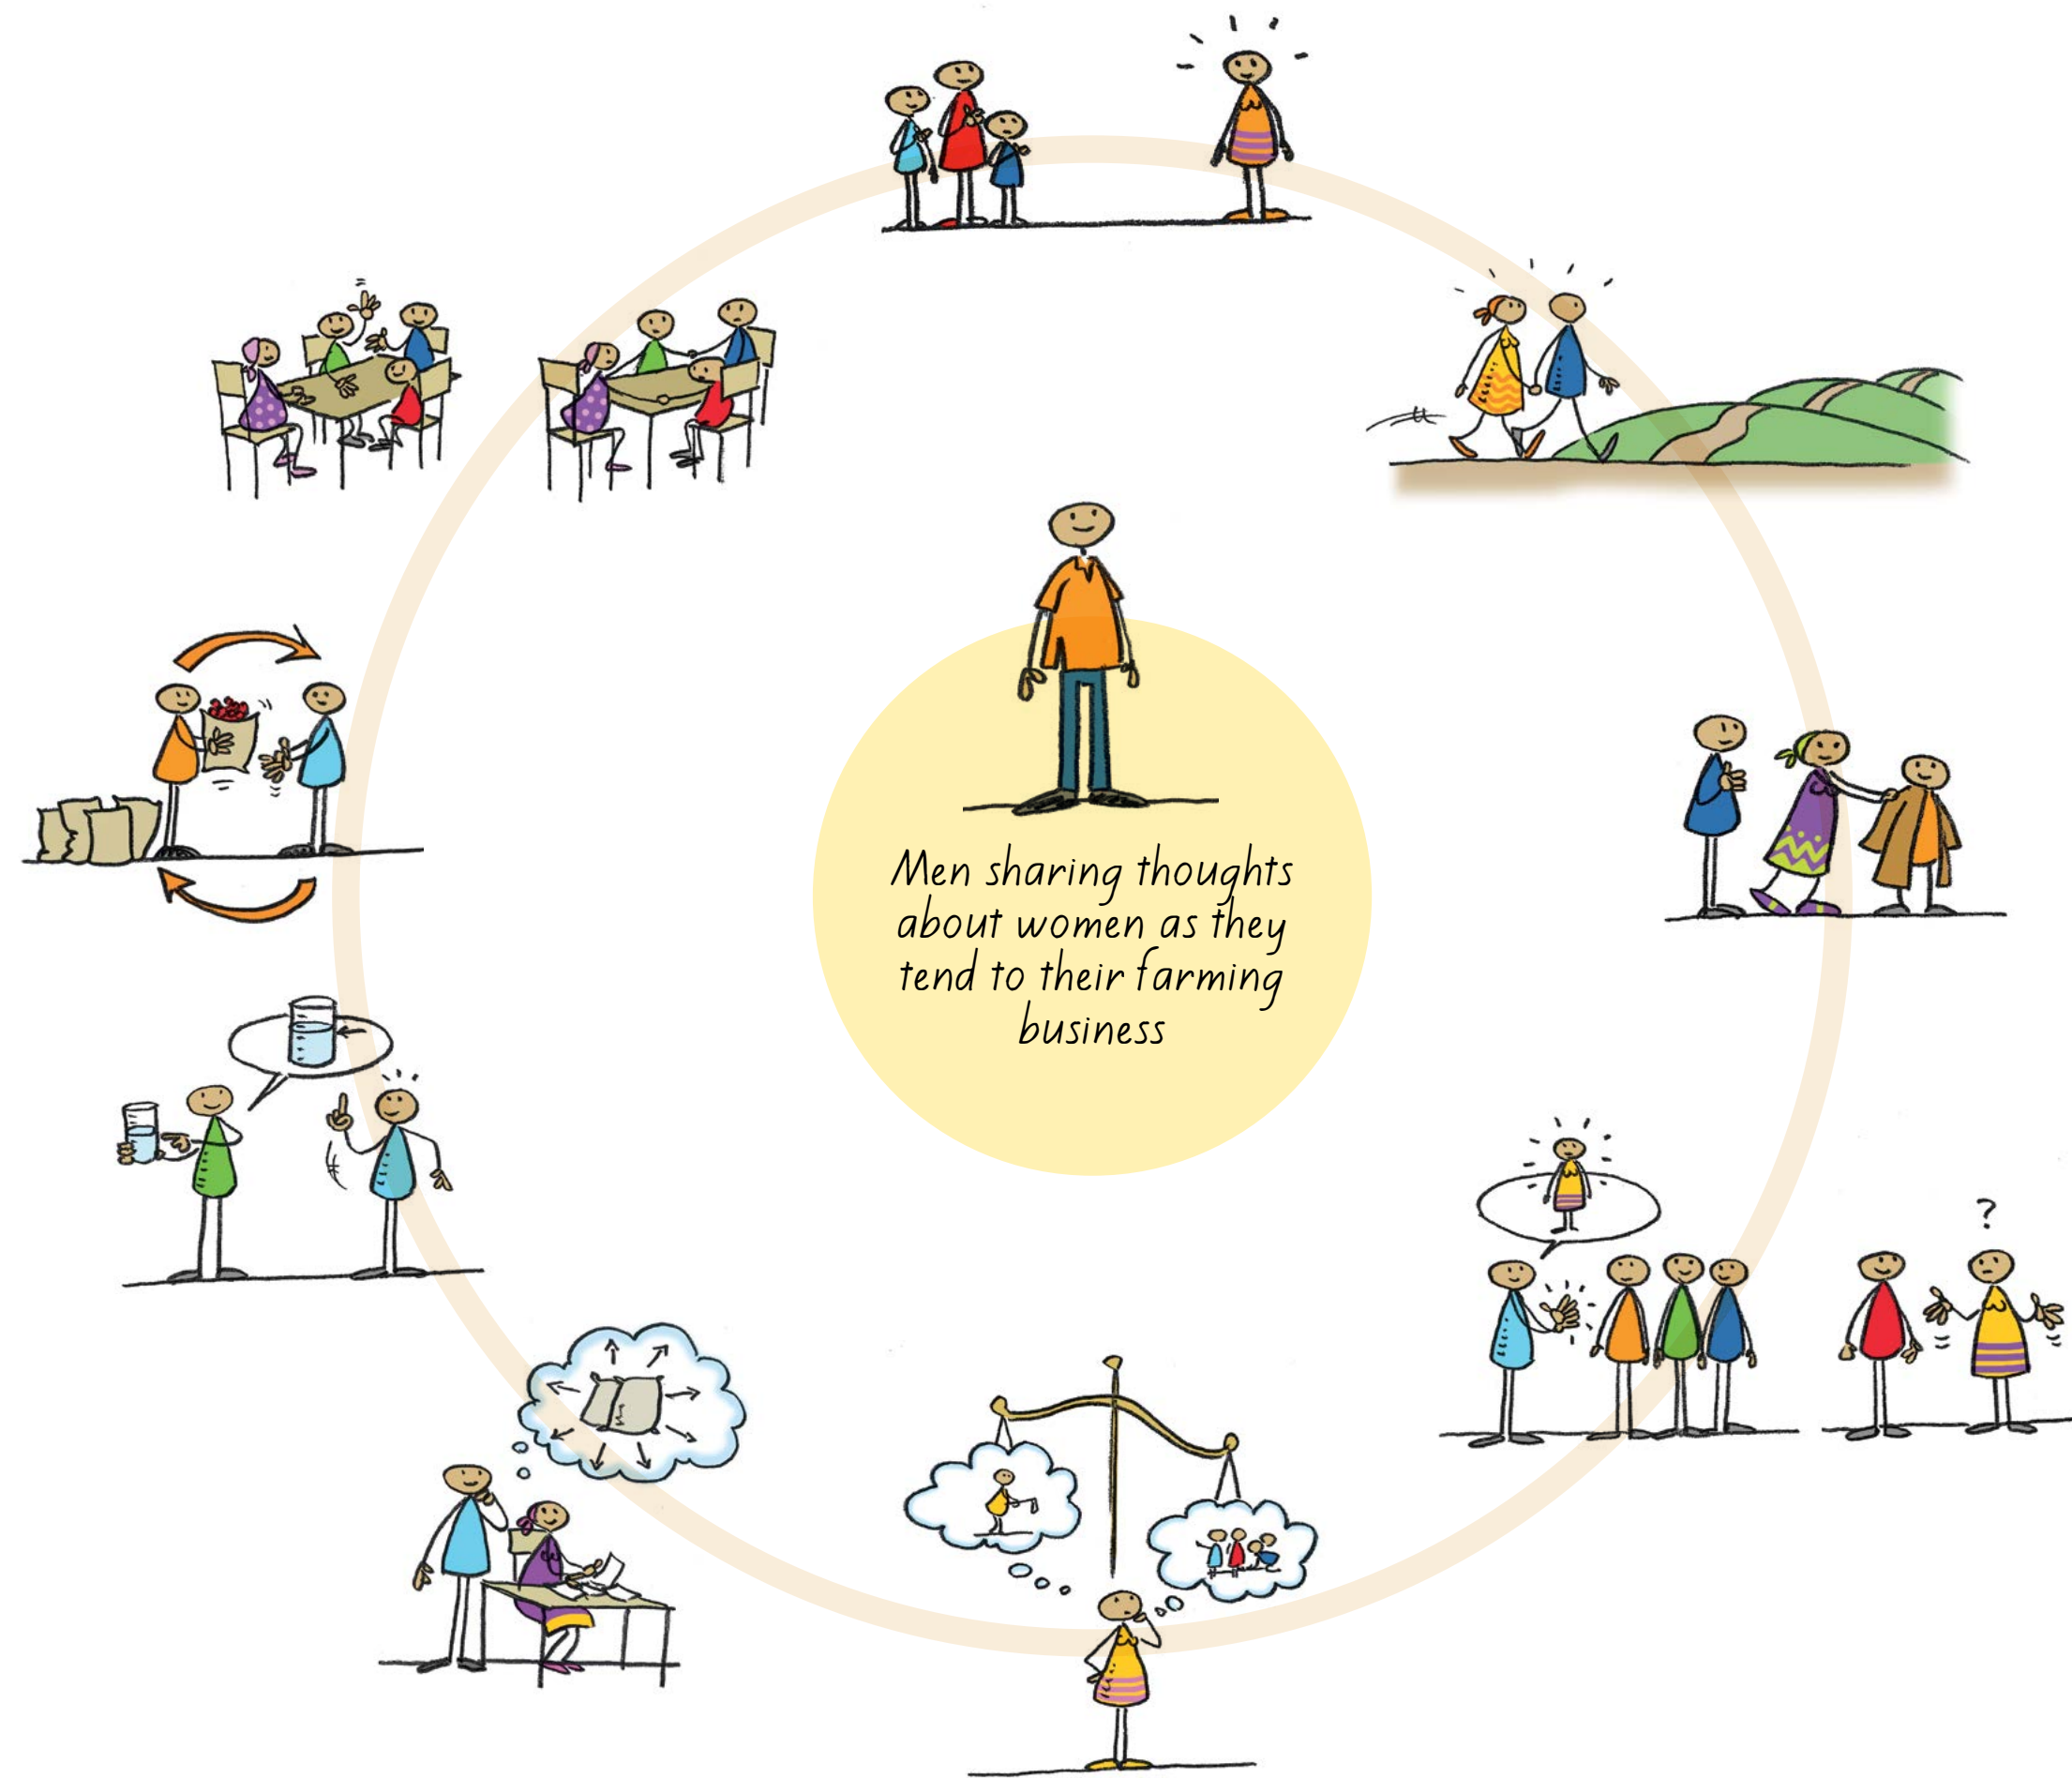 Men sharing thoughts
about women as they
tend to their farming
business
?